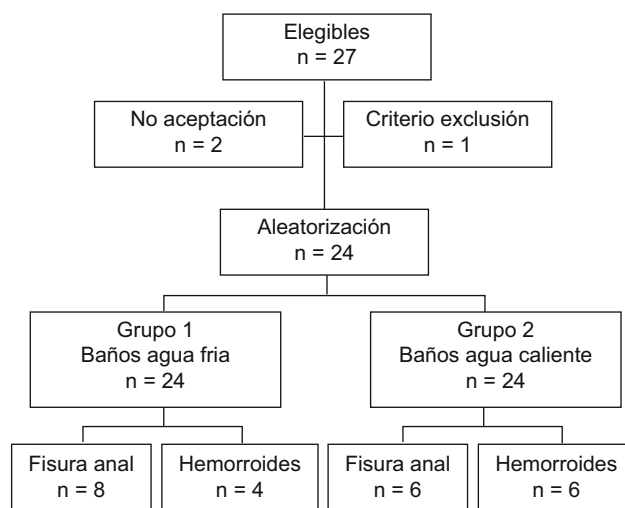 Elegibles
n = 27
No aceptación
n = 2
Criterio exclusión
n = 1
Aleatorización
n = 24
Grupo 1
Baños agua fria
n = 24
Grupo 2
Baños agua caliente
n = 24
Fisura anal
n = 8
Hemorroides
n = 4
Fisura anal
n = 6
Hemorroides
n = 6